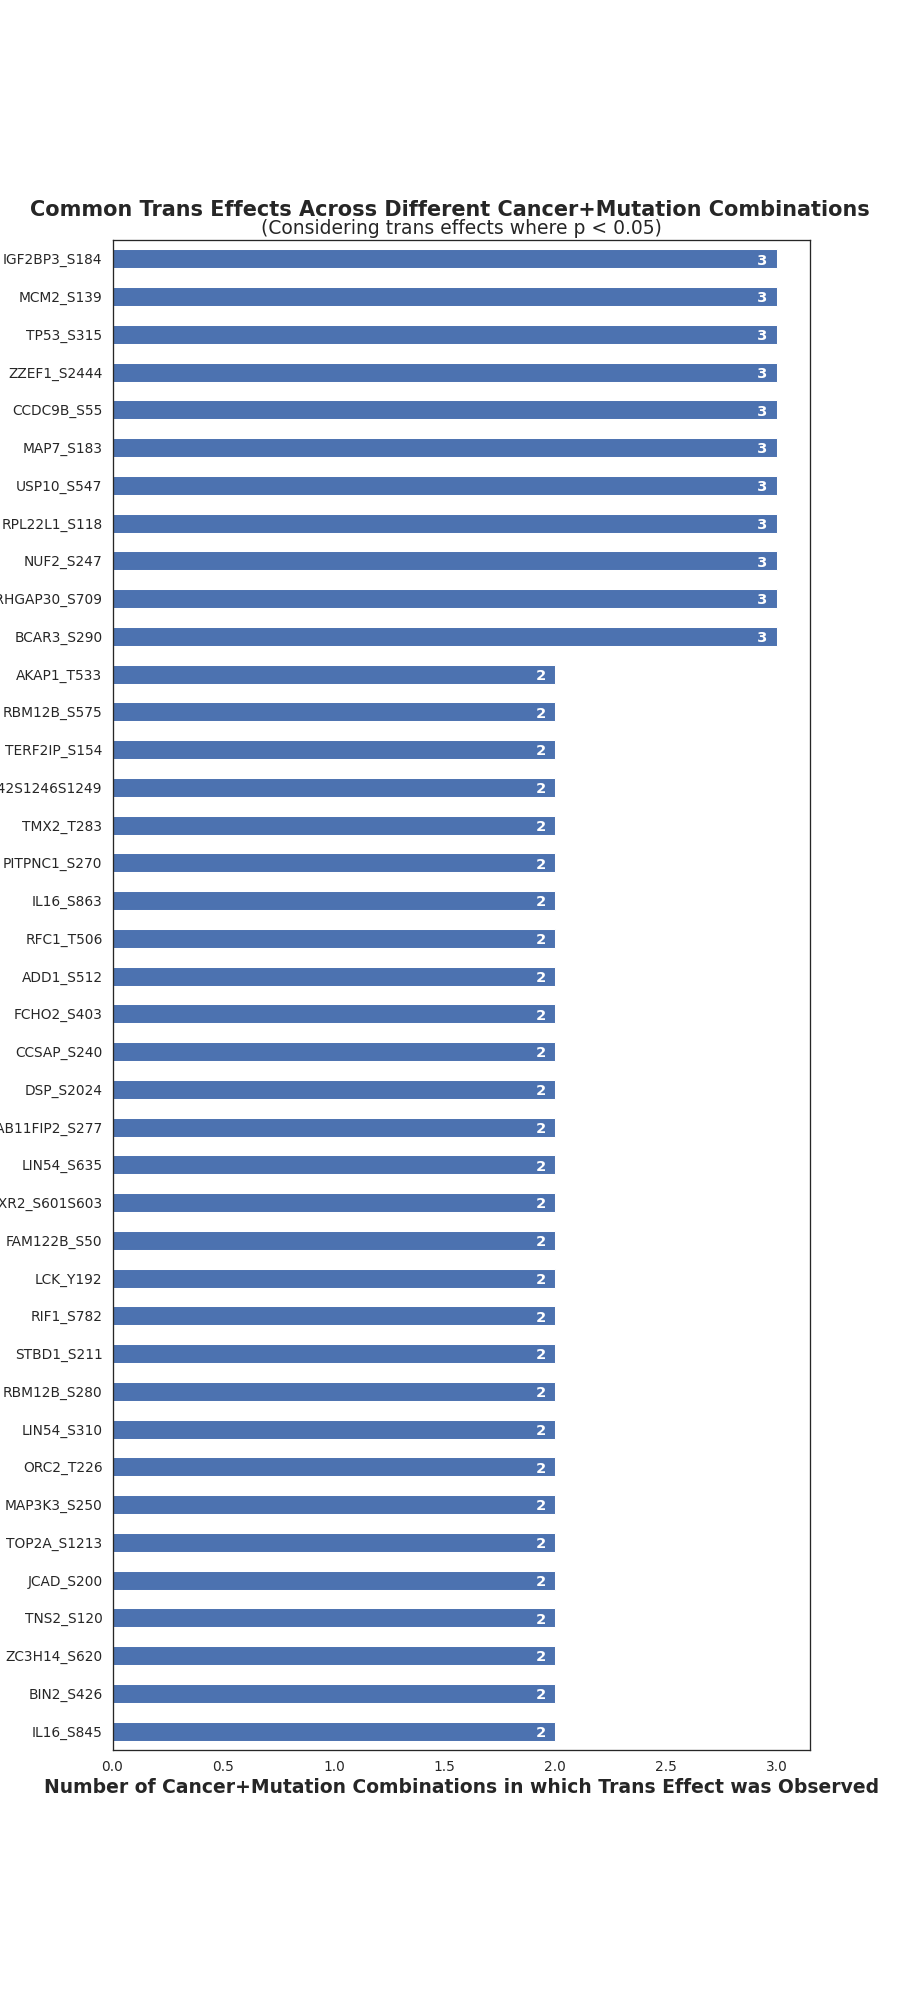 Common Trans Effects Across Different Cancer+Mutation Combinations
(Considering trans effects where p < 0.05)
IGF2BP3_S184 3
MCM2_S139 3
TP53_S315 3
ZZEF1_S2444 3
CCDC9B_S55 3
MAP7_S183 3
USP10_S547 3
RPL22L1_S118 3
NUF2_S247 3
RHGAP30_S709 3
BCAR3_S290 3
AKAP1_T533 2
RBM12B_S575 2
TERF2IP_S154 2
42S1246S1249 2
TMX2_T283 2
PITPNC1_S270 2
IL16_S863 2
RFC1_T506 2
ADD1_S512 2
FCHO2_S403 2
CCSAP_S240 2
DSP_S2024 2
AB11FIP2_S277 2
LIN54_S635 2
XR2_S601S603 2
FAM122B_S50 2
LCK_Y192 2
RIF1_S782 2
STBD1_S211 2
RBM12B_S280 2
LIN54_S310 2
ORC2_T226 2
MAP3K3_S250 2
TOP2A_S1213 2
JCAD_S200 2
TNS2_S120 2
ZC3H14_S620 2
BIN2_S426 2
IL16_S845 2
0.0 0.5 1.0 1.5 2.0 2.5 3.0
Number of Cancer+Mutation Combinations in which Trans Effect was Observed